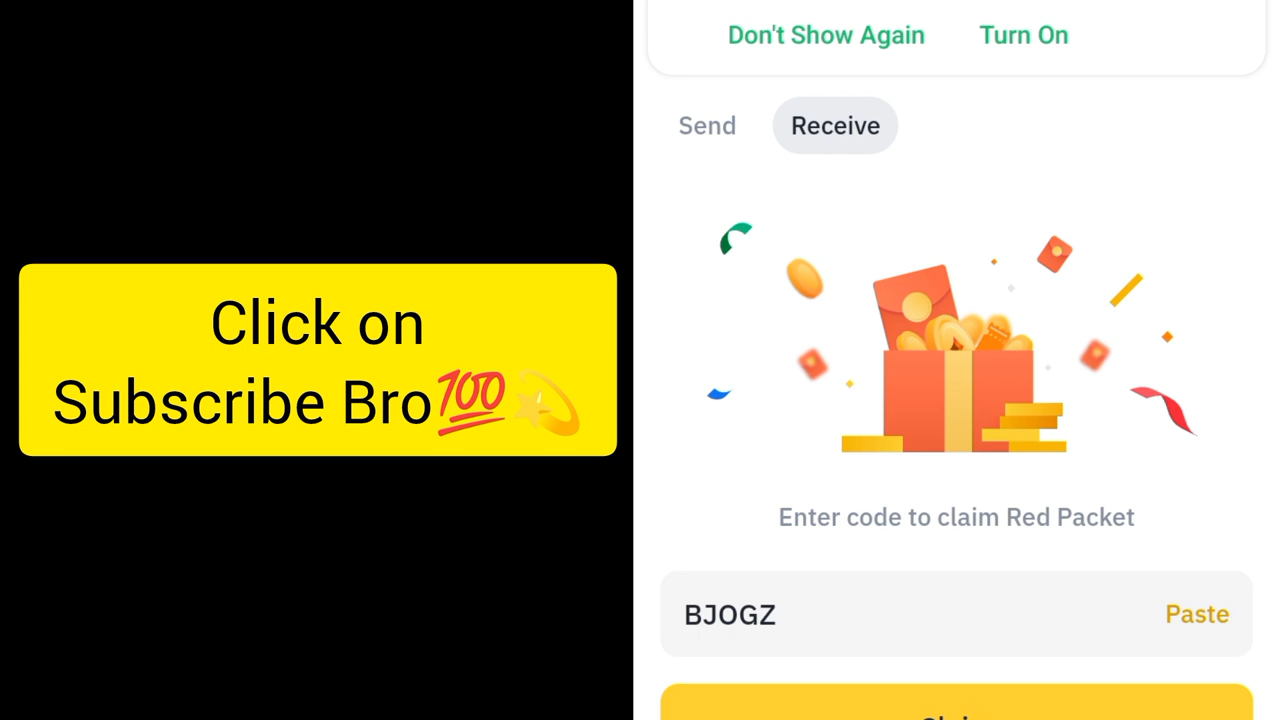 Click on
Subscribe Bro💯💫
Don't Show Again Turn On
Send Receive
Enter code to claim Red Packet
BJOGZ Paste